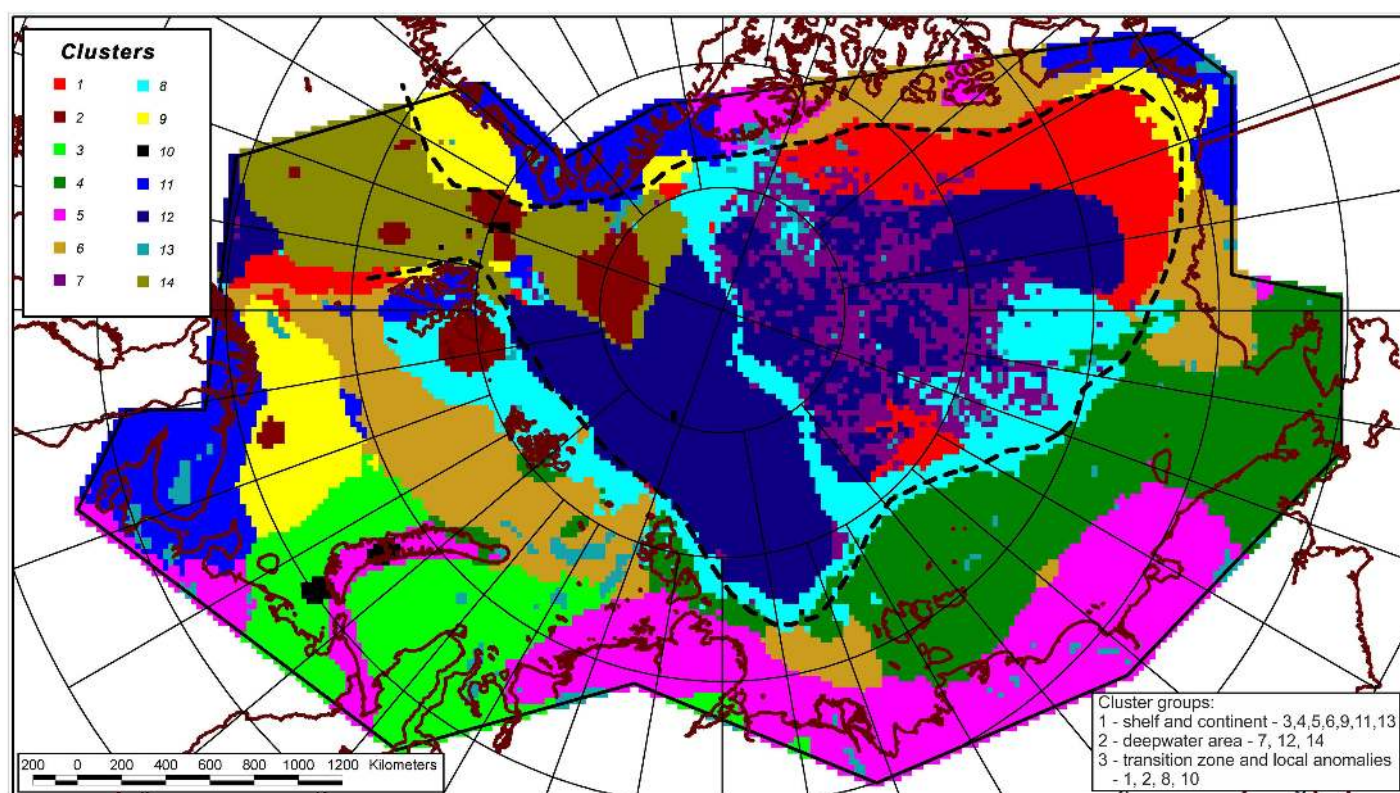 Clusters
1 8
2 9
3 10
4 11
5 12
6 13
7 14
200 0 200 400 600 800 1000 1200 Kilometers
Cluster groups:
1 - shelf and continent - 3,4,5,6,9,11,13
2 - deepwater area - 7, 12, 14
3 - transition zone and local anomalies
- 1, 2, 8, 10